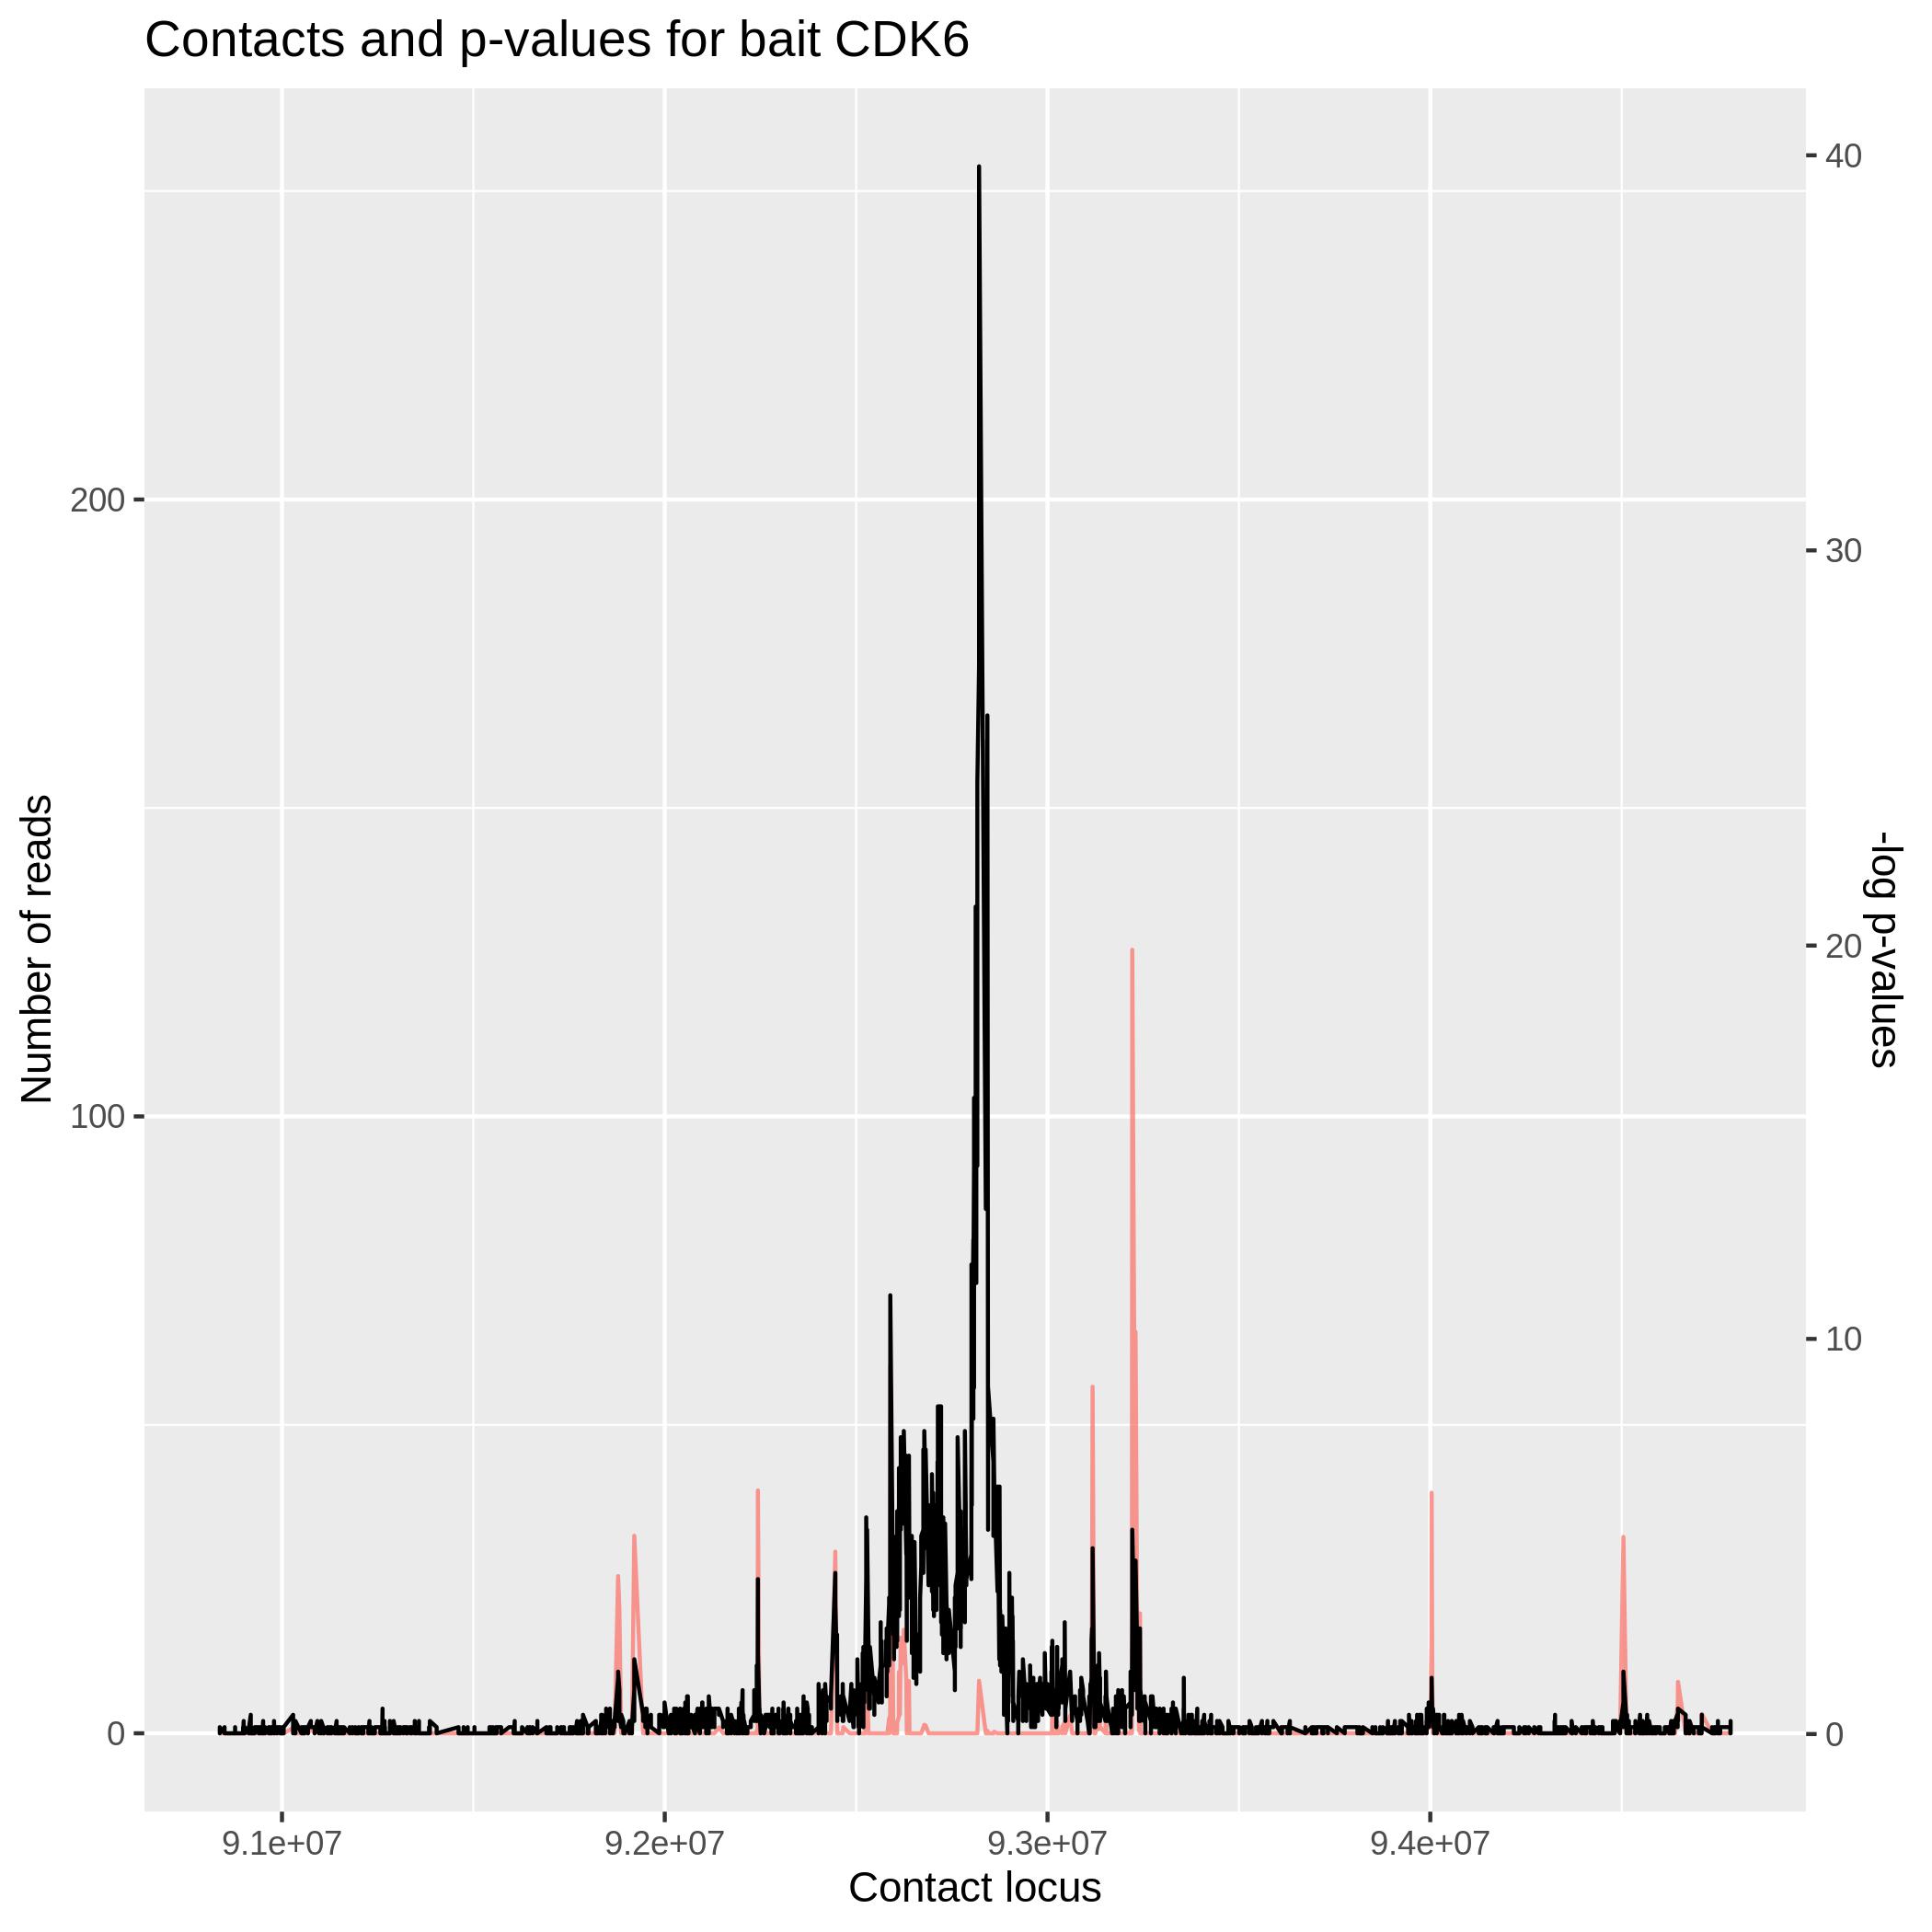 Contacts and p-values for bait CDK6
Number of reads
200
100
0
40
30
20
10
0
-log p-values
9.1e+07
9.2e+07
9.3e+07
9.4e+07
Contact locus